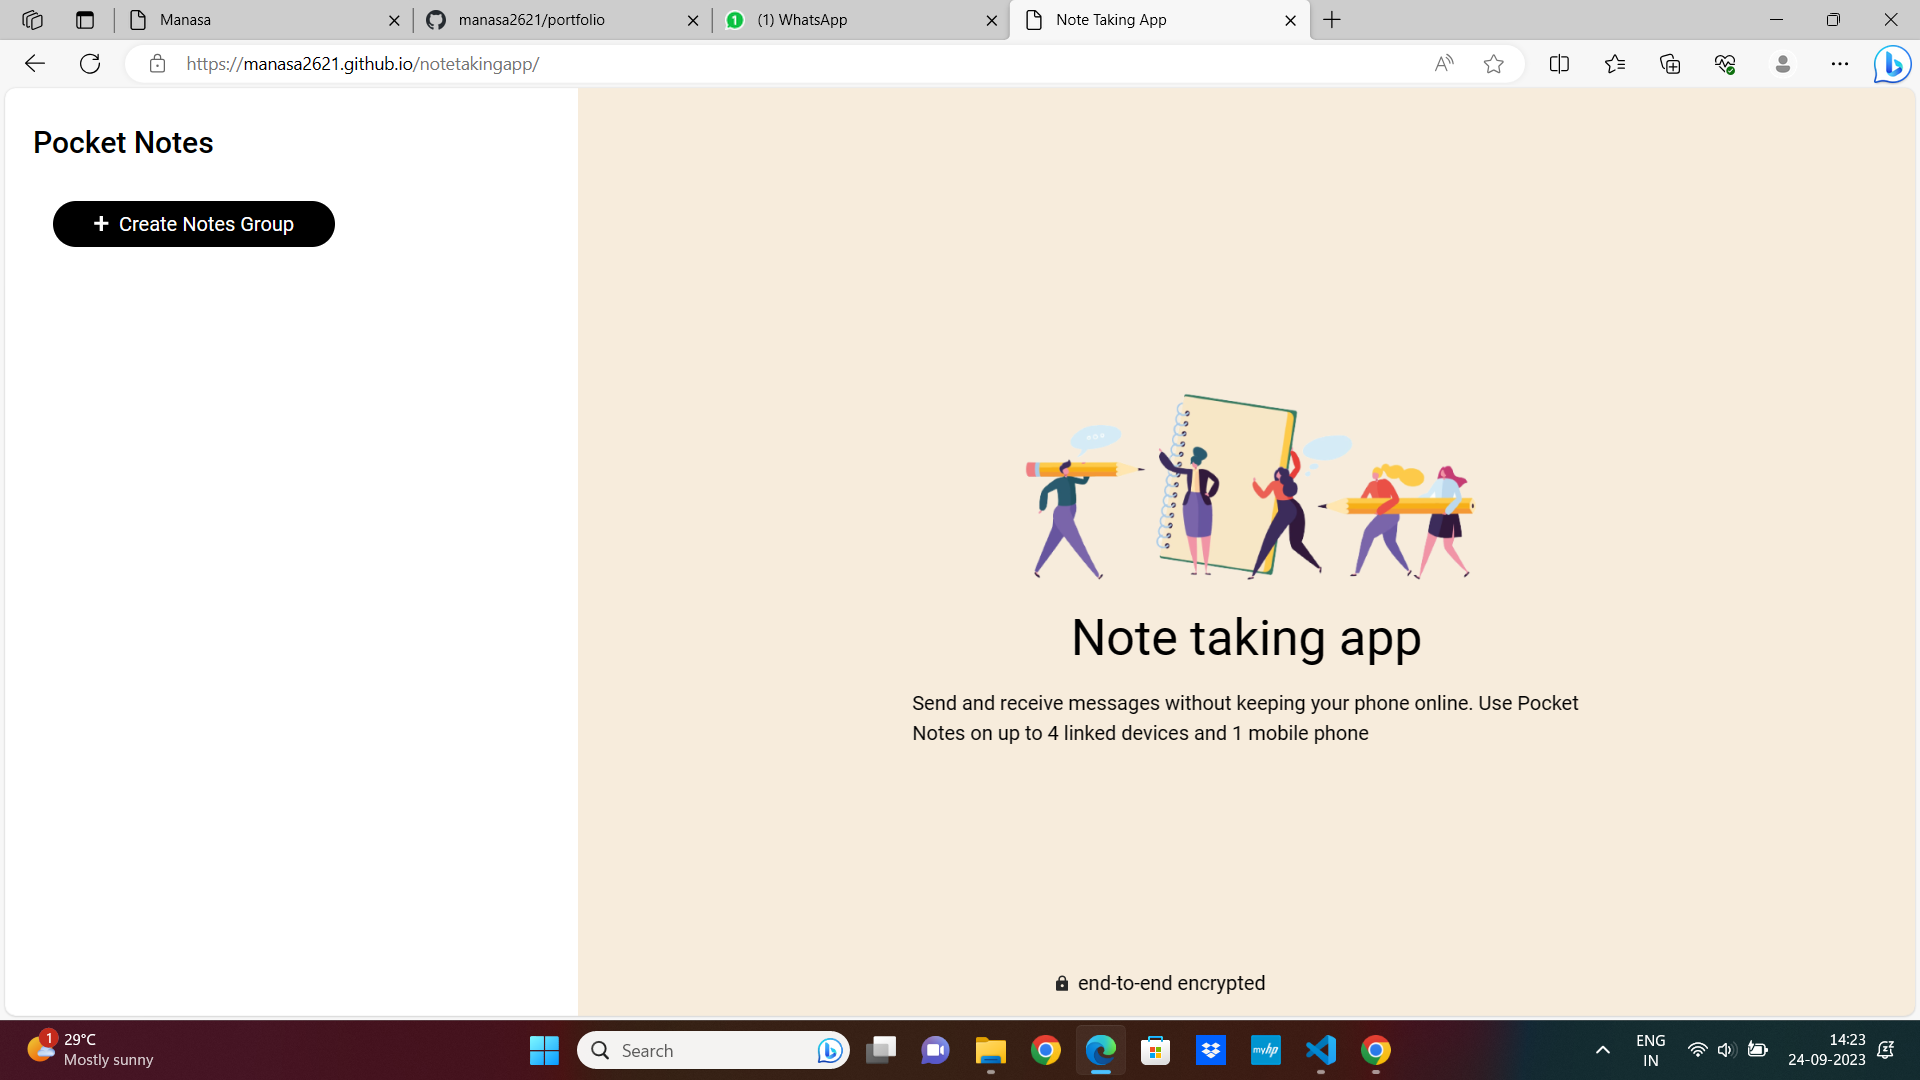 Manasa
manasa2621/portfolio
1
(1) WhatsApp
Note Taking App
https://manasa2621.github.io/notetakingapp/
Pocket Notes
+ Create Notes Group
Note taking app
Send and receive messages without keeping your phone online. Use Pocket
Notes on up to 4 linked devices and 1 mobile phone
end-to-end encrypted
1
29°C
Mostly sunny
Search
myhp
ENG
IN
14:23
24-09-2023